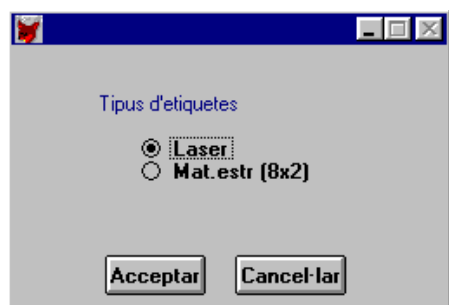 Tipus d'etiquetes
Laser
Mat.estr (8x2)
Acceptar
Cancel·lar